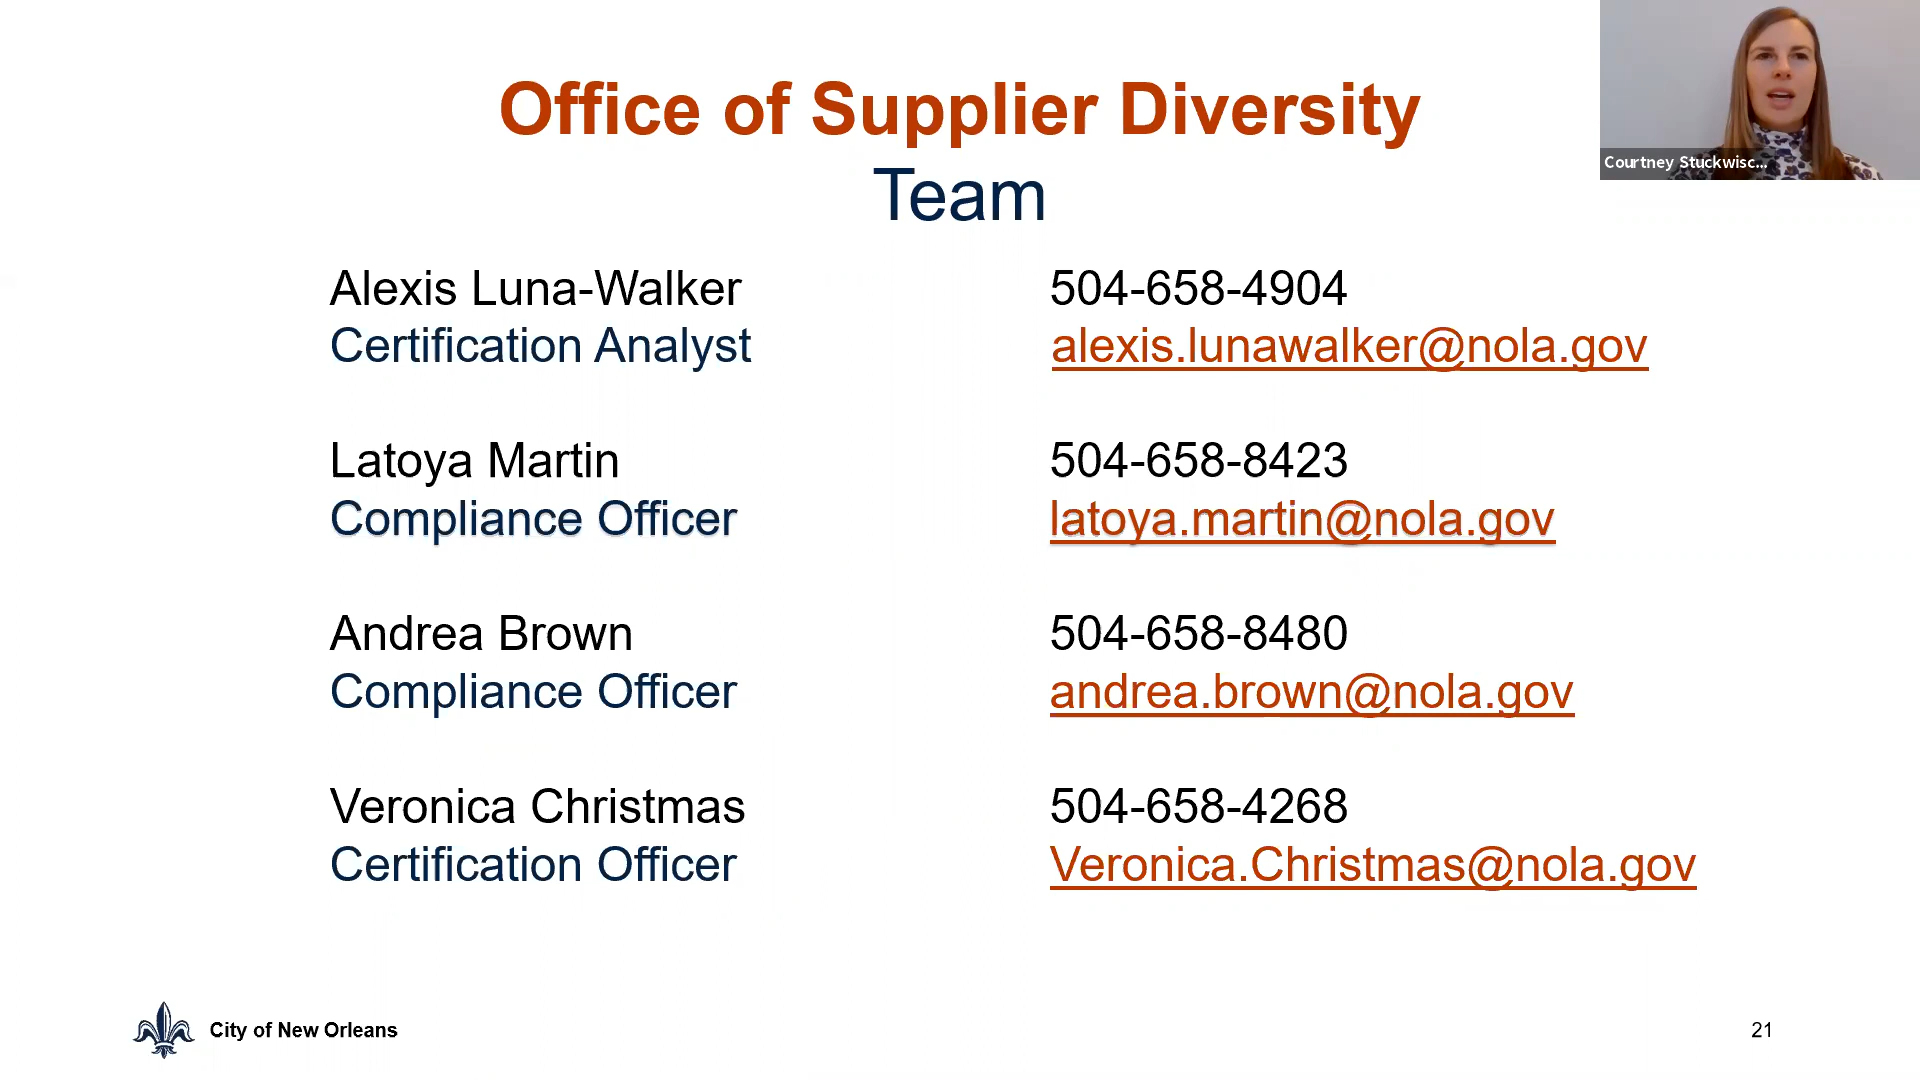 Office of Supplier Diversity
Team
Courtney Stuckwisc...
Alexis Luna-Walker
504-658-4904
Certification Analyst
alexis.lunawalker@nola.gov
Latoya Martin
504-658-8423
Compliance Officer
latoya.martin@nola.gov
Andrea Brown
504-658-8480
Compliance Officer
andrea.brown@nola.gov
Veronica Christmas
504-658-4268
Certification Officer
Veronica.Christmas@nola.gov
City of New Orleans
21